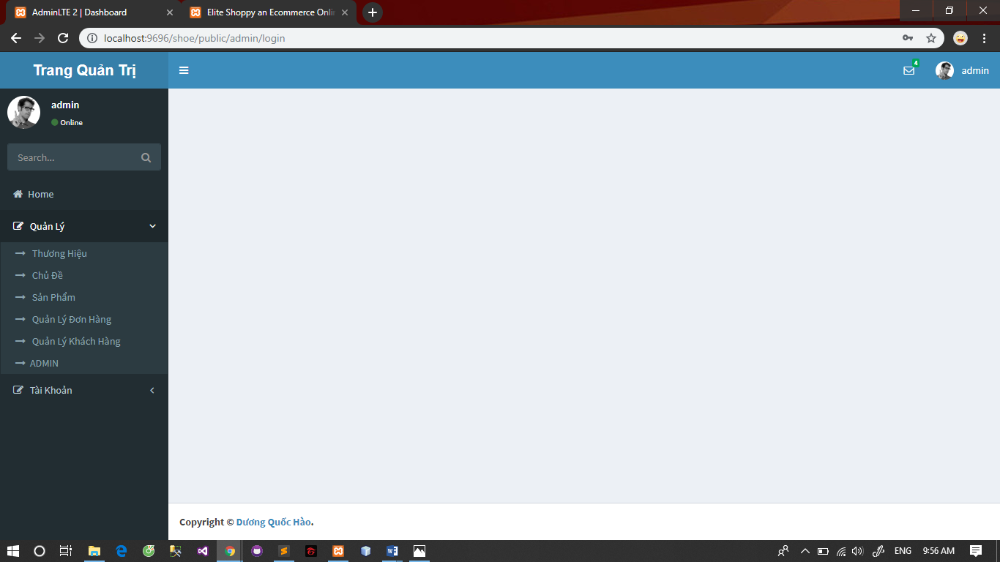 AdminLTE 2 | Dashboard
Elite Shoppy an Ecommerce Onlin
localhost:9696/shoe/public/admin/login
Trang Quản Trị
4
admin
admin
Online
Search...
Home
Quản Lý
Thương Hiệu
Chủ Đề
Sản Phẩm
Quản Lý Đơn Hàng
Quản Lý Khách Hàng
ADMIN
Tài Khoản
Copyright © Dương Quốc Hào.
ENG
9:56 AM